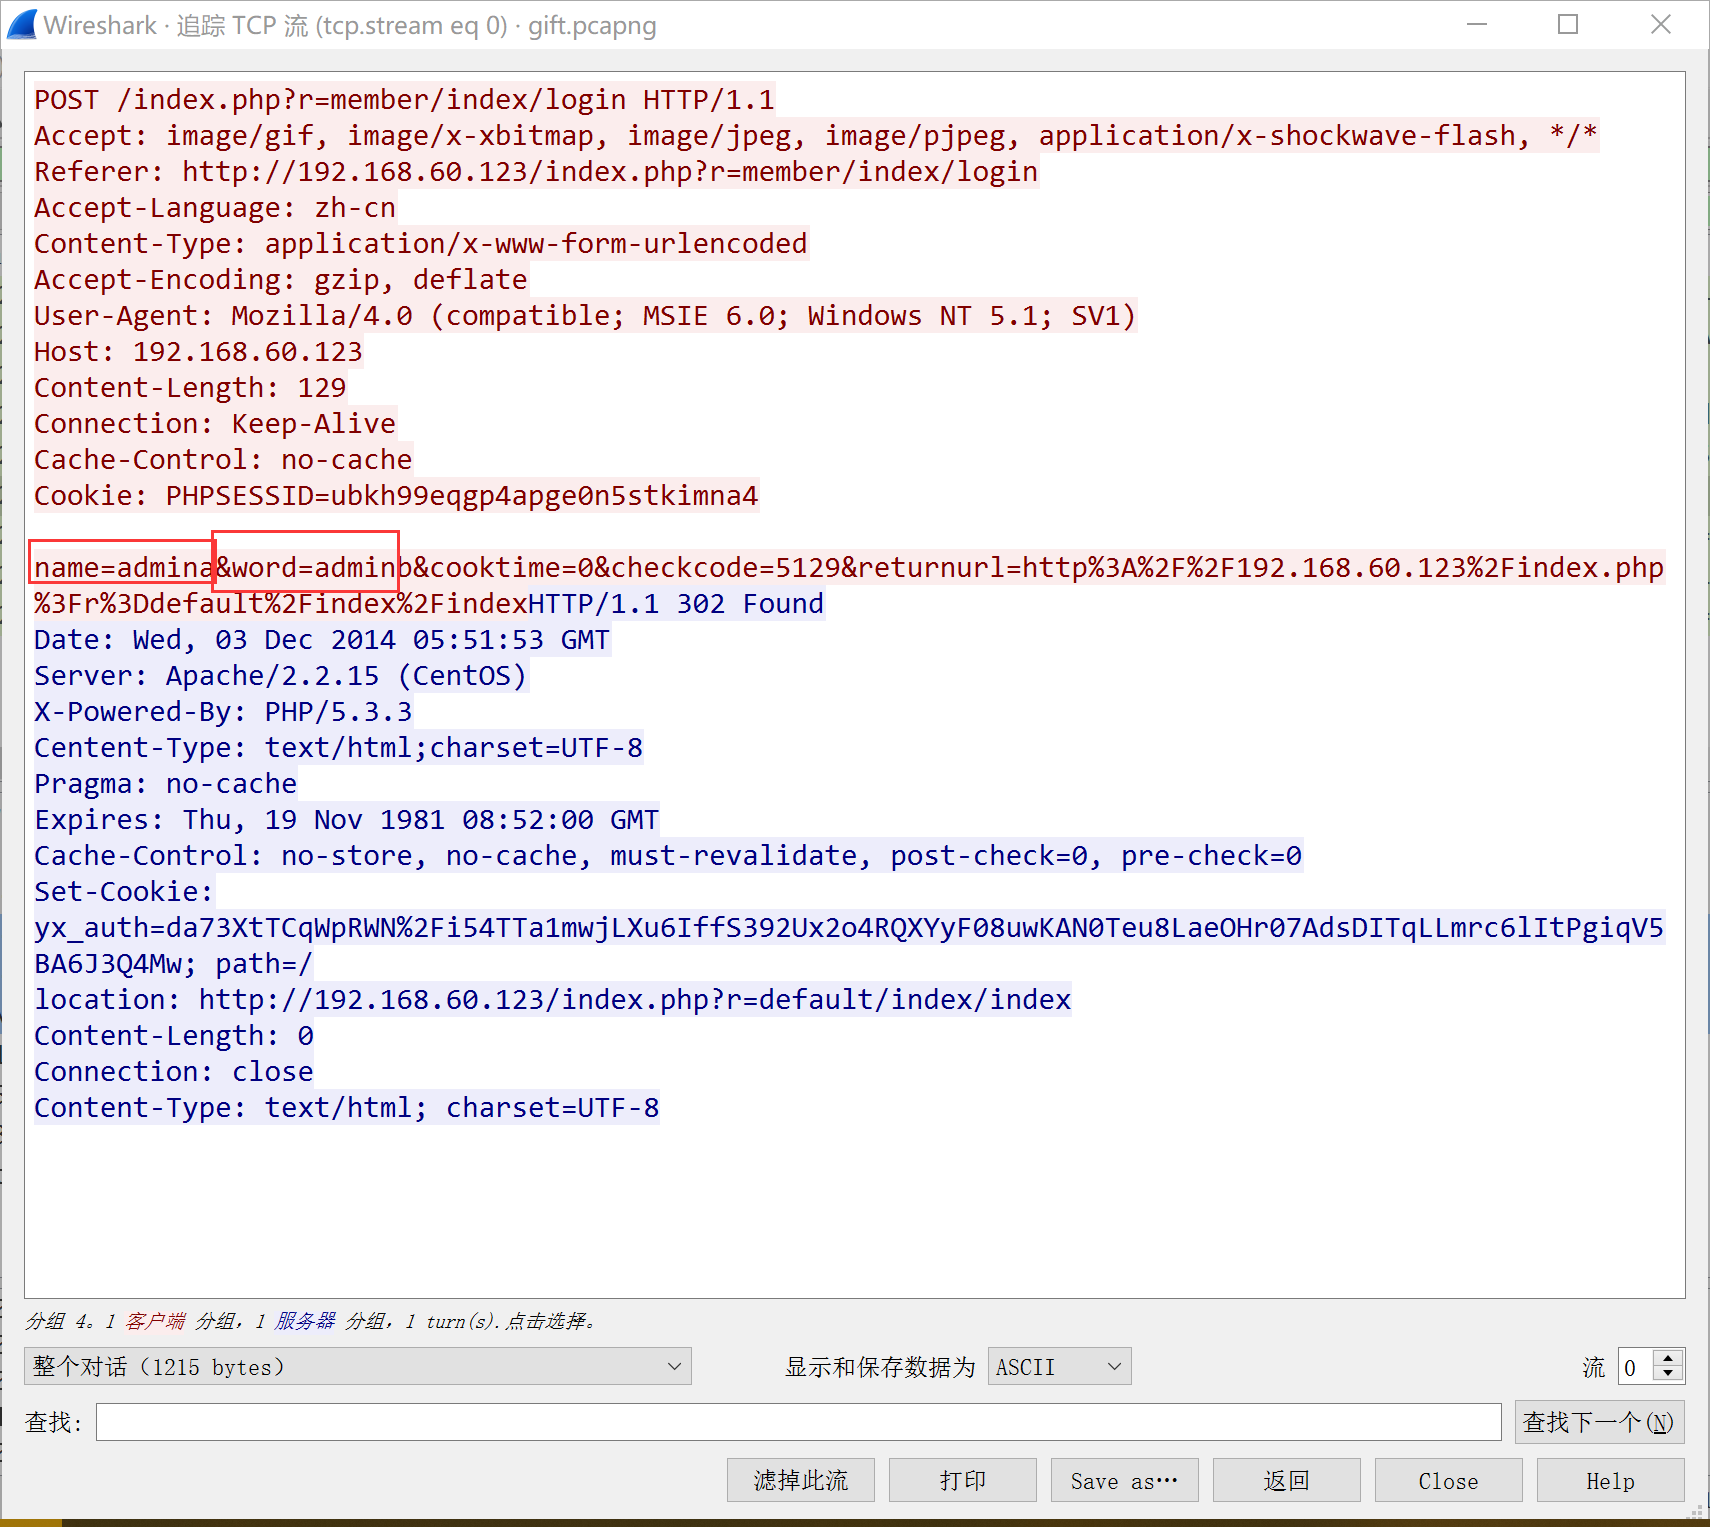 Wireshark · 追踪 TCP 流 (tcp.stream eq 0) · gift.pcapng
POST /index.php?r=member/index/login HTTP/1.1
Accept: image/gif, image/x-xbitmap, image/jpeg, image/pjpeg, application/x-shockwave-flash, */*
Referer: http://192.168.60.123/index.php?r=member/index/login
Accept-Language: zh-cn
Content-Type: application/x-www-form-urlencoded
Accept-Encoding: gzip, deflate
User-Agent: Mozilla/4.0 (compatible; MSIE 6.0; Windows NT 5.1; SV1)
Host: 192.168.60.123
Content-Length: 129
Connection: Keep-Alive
Cache-Control: no-cache
Cookie: PHPSESSID=ubkh99eqgp4apge0n5stkimna4
name=admina&word=adminb&cooktime=0&checkcode=5129&returnurl=http%3A%2F%2F192.168.60.123%2Findex.php
%3Fr%3Ddefault%2Findex%2FindexHTTP/1.1 302 Found
Date: Wed, 03 Dec 2014 05:51:53 GMT
Server: Apache/2.2.15 (CentOS)
X-Powered-By: PHP/5.3.3
Centent-Type: text/html;charset=UTF-8
Pragma: no-cache
Expires: Thu, 19 Nov 1981 08:52:00 GMT
Cache-Control: no-store, no-cache, must-revalidate, post-check=0, pre-check=0
Set-Cookie:
yx_auth=da73XtTCqWpRWN%2Fi54TTa1mwjLXu6IffS392Ux2o4RQXYyF08uwKAN0Teu8LaeOHr07AdsDITqLLmrc6lItPgiqV5
BA6J3Q4Mw; path=/
location: http://192.168.60.123/index.php?r=default/index/index
Content-Length: 0
Connection: close
Content-Type: text/html; charset=UTF-8
分组 4。1 客户端 分组，1 服务器 分组，1 turn(s).点击选择。
整个对话（1215 bytes） 显示和保存数据为 ASCII 流 0
查找: 查找下一个(N)
滤掉此流 打印 Save as… 返回 Close Help